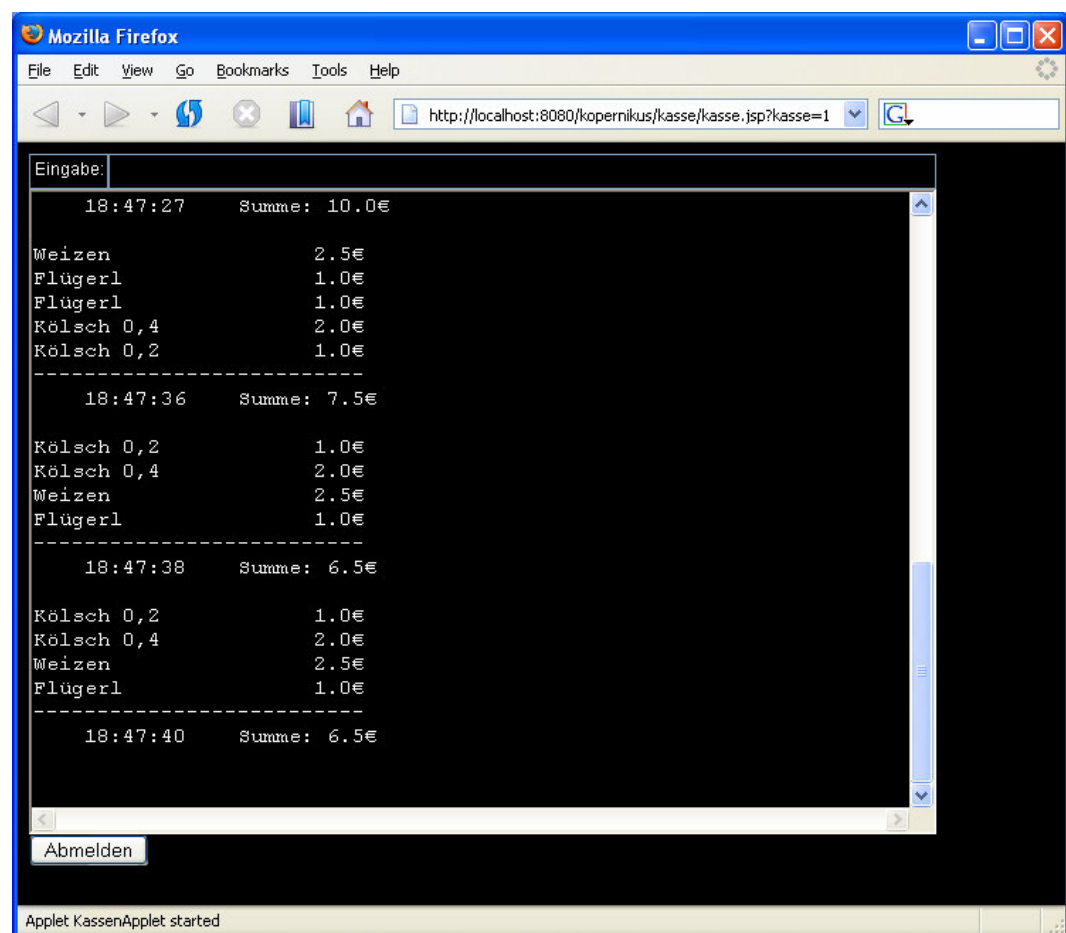 Mozilla Firefox
File Edit View Go Bookmarks Tools Help
http://localhost:8080/kopernikus/kasse/kasse.jsp?kasse=1 G
Eingabe:
18:47:27 Summe: 10.0€
Weizen 2.5€
Flügerl 1.0€
Flügerl 1.0€
Kölsch 0,4 2.0€
Kölsch 0,2 1.0€
--------------------------
18:47:36 Summe: 7.5€
Kölsch 0,2 1.0€
Kölsch 0,4 2.0€
Weizen 2.5€
Flügerl 1.0€
--------------------------
18:47:38 Summe: 6.5€
Kölsch 0,2 1.0€
Kölsch 0,4 2.0€
Weizen 2.5€
Flügerl 1.0€
--------------------------
18:47:40 Summe: 6.5€
Abmelden
Applet KassenApplet started